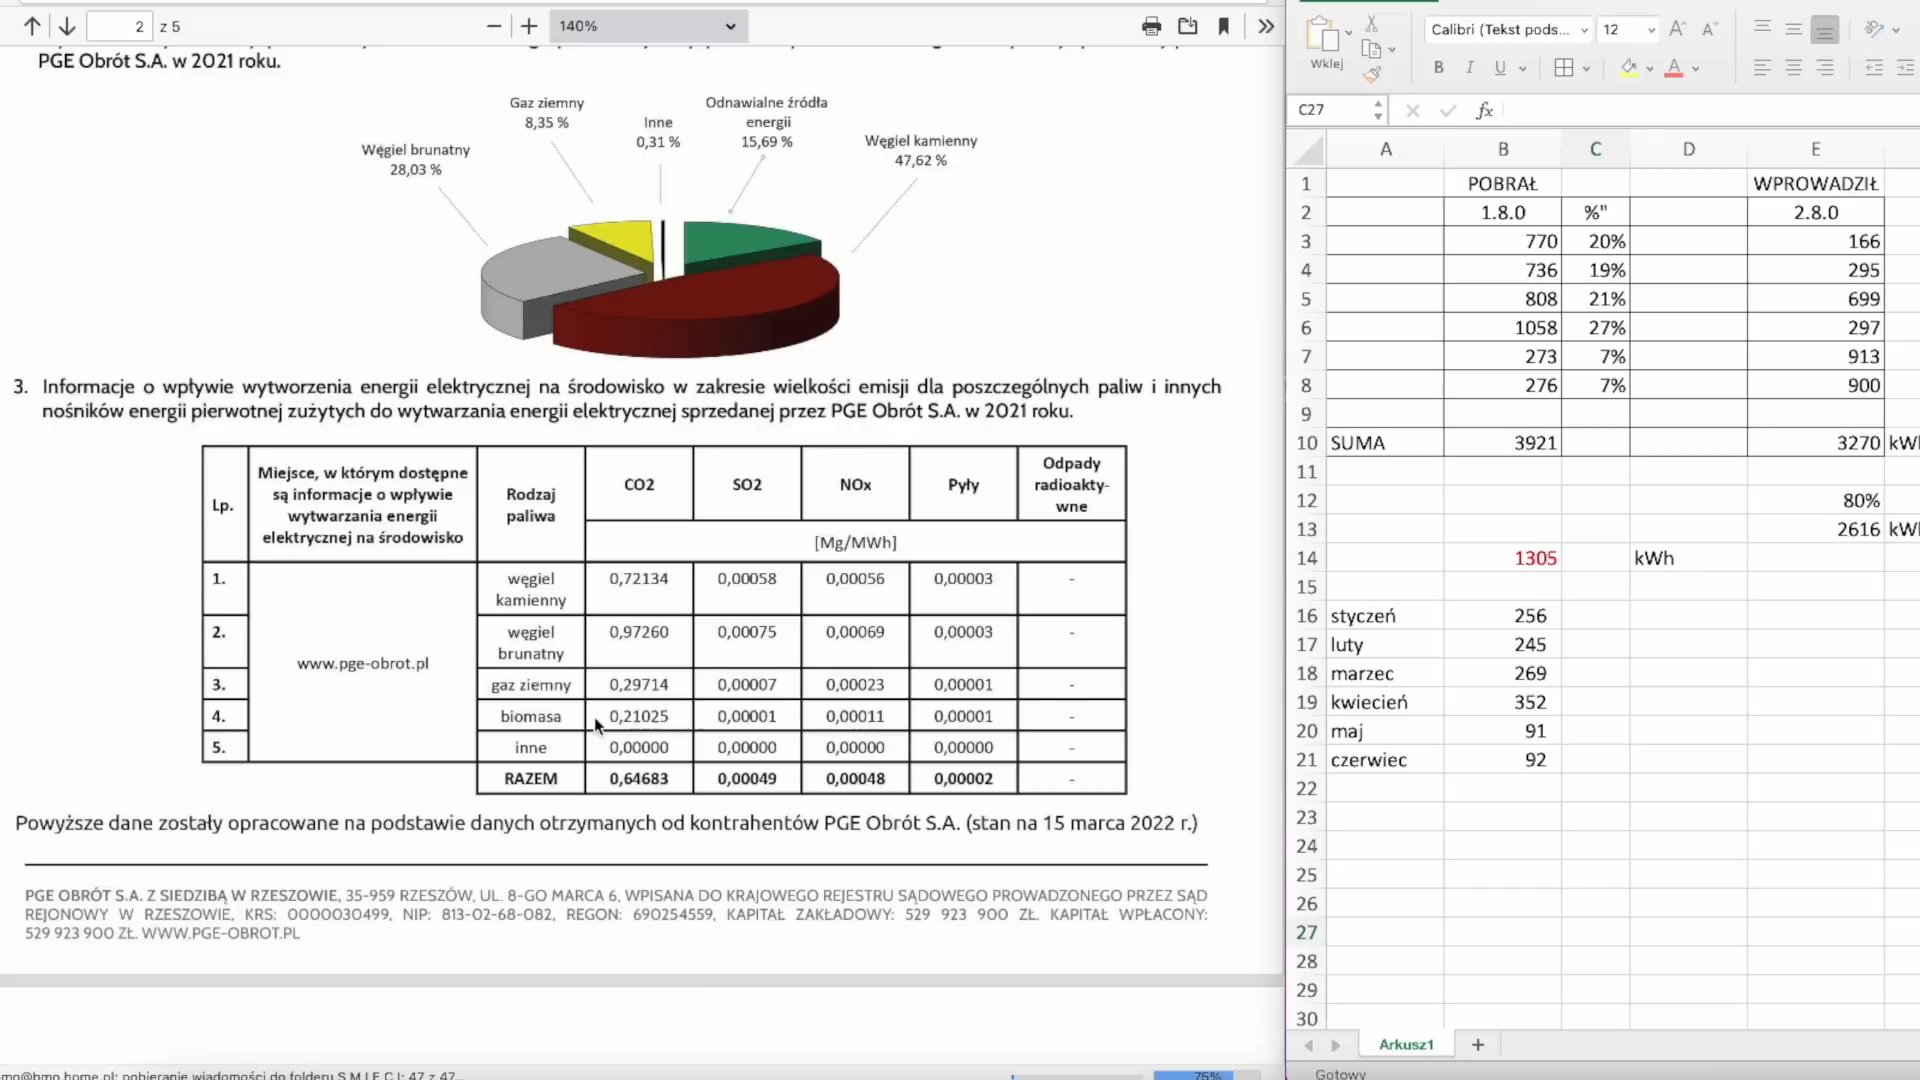 2 z 5
140%
PGE Obrót S.A. w 2021 roku.
Gaz ziemny
8,35 %
Inne
0,31 %
Odnawialne źródła
energii
15,69 %
Węgiel kamienny
47,62 %
Węgiel brunatny
28,03 %
3. Informacje o wpływie wytworzenia energii elektrycznej na środowisko w zakresie wielkości emisji dla poszczególnych paliw i innych
nośników energii pierwotnej zużytych do wytwarzania energii elektrycznej sprzedanej przez PGE Obrót S.A. w 2021 roku.
Lp.
Miejsce, w którym dostępne
są informacje o wpływie
wytwarzania energii
elektrycznej na środowisko
Rodzaj
paliwa
CO2 SO2 NOx Pyły
Odpady
radioakty-
wne
[Mg/MWh]
www.pge-obrot.pl
1. węgiel kamienny 0,72134 0,00058 0,00056 0,00003 -
2. węgiel brunatny 0,97260 0,00075 0,00069 0,00003 -
3. gaz ziemny 0,29714 0,00007 0,00023 0,00001 -
4. biomasa 0,21025 0,00001 0,00011 0,00001 -
5. inne 0,00000 0,00000 0,00000 0,00000 -
RAZEM 0,64683 0,00049 0,00048 0,00002 -
Powyższe dane zostały opracowane na podstawie danych otrzymanych od kontrahentów PGE Obrót S.A. (stan na 15 marca 2022 r.)
PGE OBRÓT S.A. Z SIEDZIBĄ W RZESZOWIE, 35-959 RZESZÓW, UL. 8-GO MARCA 6, WPISANA DO KRAJOWEGO REJESTRU SĄDOWEGO PROWADZONEGO PRZEZ SĄD
REJONOWY W RZESZOWIE, KRS: 0000030499, NIP: 813-02-68-082, REGON: 690254559, KAPITAŁ ZAKŁADOWY: 529 923 900 ZŁ. KAPITAŁ WPŁACONY:
529 923 900 ZŁ. WWW.PGE-OBROT.PL
pobieranie wiadomości do folderu S M I E C I: 47 z 47...
75%
Wklej
Calibri (Tekst pods... 12
B I U A
C27 fx
A B C D E
1 POBRAŁ WPROWADZIŁ
2 1.8.0 %" 2.8.0
3 770 20% 166
4 736 19% 295
5 808 21% 699
6 1058 27% 297
7 273 7% 913
8 276 7% 900
9
10 SUMA 3921 3270
11
12 80%
13 2616
14 1305 kWh
15
16 styczeń 256
17 luty 245
18 marzec 269
19 kwiecień 352
20 maj 91
21 czerwiec 92
22
23
24
25
26
27
28
29
30
Arkusz1 +
Gotowy